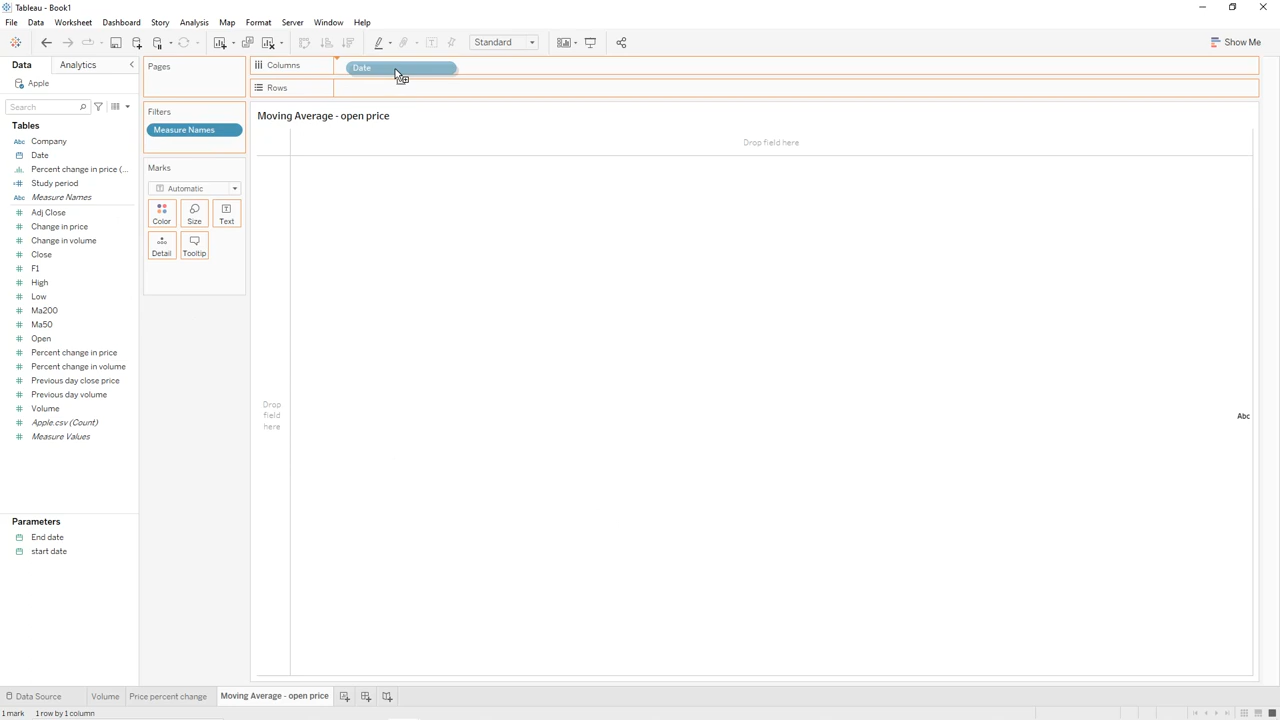 Tableau - Book1
File Data Worksheet Dashboard Story Analysis Map Format Server Window Help
Standard
Show Me
Data Analytics
Apple
Search
Tables
Abc Company
Date
Percent change in price (...
Study period
Abc Measure Names
Adj Close
Change in price
Change in volume
Close
F1
High
Low
Ma200
Ma50
Open
Percent change in price
Percent change in volume
Previous day close price
Previous day volume
Volume
Apple.csv (Count)
Measure Values
Parameters
End date
start date
Pages
Filters
Measure Names
Marks
Automatic
Color Size Text
Detail Tooltip
Columns Date
Rows
Moving Average - open price
Drop field here
Drop
field
here
Abc
Data Source Volume Price percent change Moving Average - open price
1 mark 1 row by 1 column